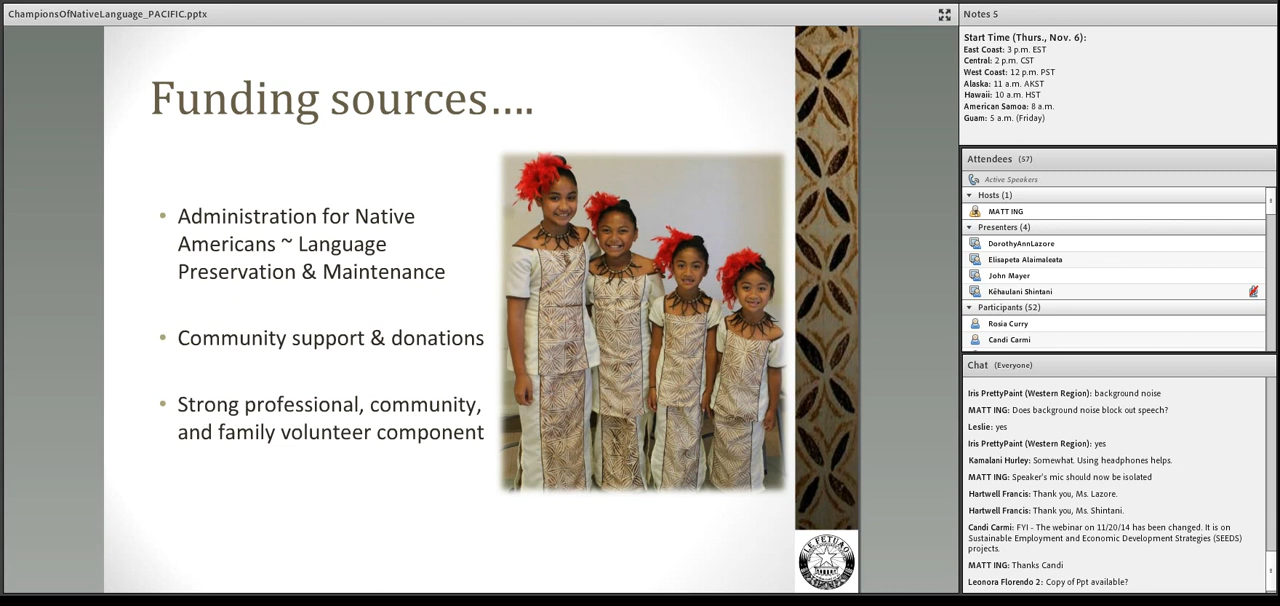 ChampionsOfNativeLanguage_PACIFIC.pptx
Funding sources….
• Administration for Native
Americans ~ Language
Preservation & Maintenance
• Community support & donations
• Strong professional, community,
and family volunteer component
LE FETUAO
Notes 5
Start Time (Thurs., Nov. 6):
East Coast: 3 p.m. EST
Central: 2 p.m. CST
West Coast: 12 p.m. PST
Alaska: 11 a.m. AKST
Hawaii: 10 a.m. HST
American Samoa: 8 a.m.
Guam: 5 a.m. (Friday)
Attendees (57)
Active Speakers
Hosts (1)
MATT ING
Presenters (4)
DorothyAnnLazore
Elisapeta Alaimaleata
John Mayer
Kēhaulani Shintani
Participants (52)
Rosia Curry
Candi Carmi
Chat (Everyone)
Iris PrettyPaint (Western Region): background noise
MATT ING: Does background noise block out speech?
Leslie: yes
Iris PrettyPaint (Western Region): yes
Kamalani Hurley: Somewhat. Using headphones helps.
MATT ING: Speaker's mic should now be isolated
Hartwell Francis: Thank you, Ms. Lazore.
Hartwell Francis: Thank you, Ms. Shintani.
Candi Carmi: FYI - The webinar on 11/20/14 has been changed. It is on
Sustainable Employment and Economic Development Strategies (SEEDS)
projects.
MATT ING: Thanks Candi
Leonora Florendo 2: Copy of Ppt available?